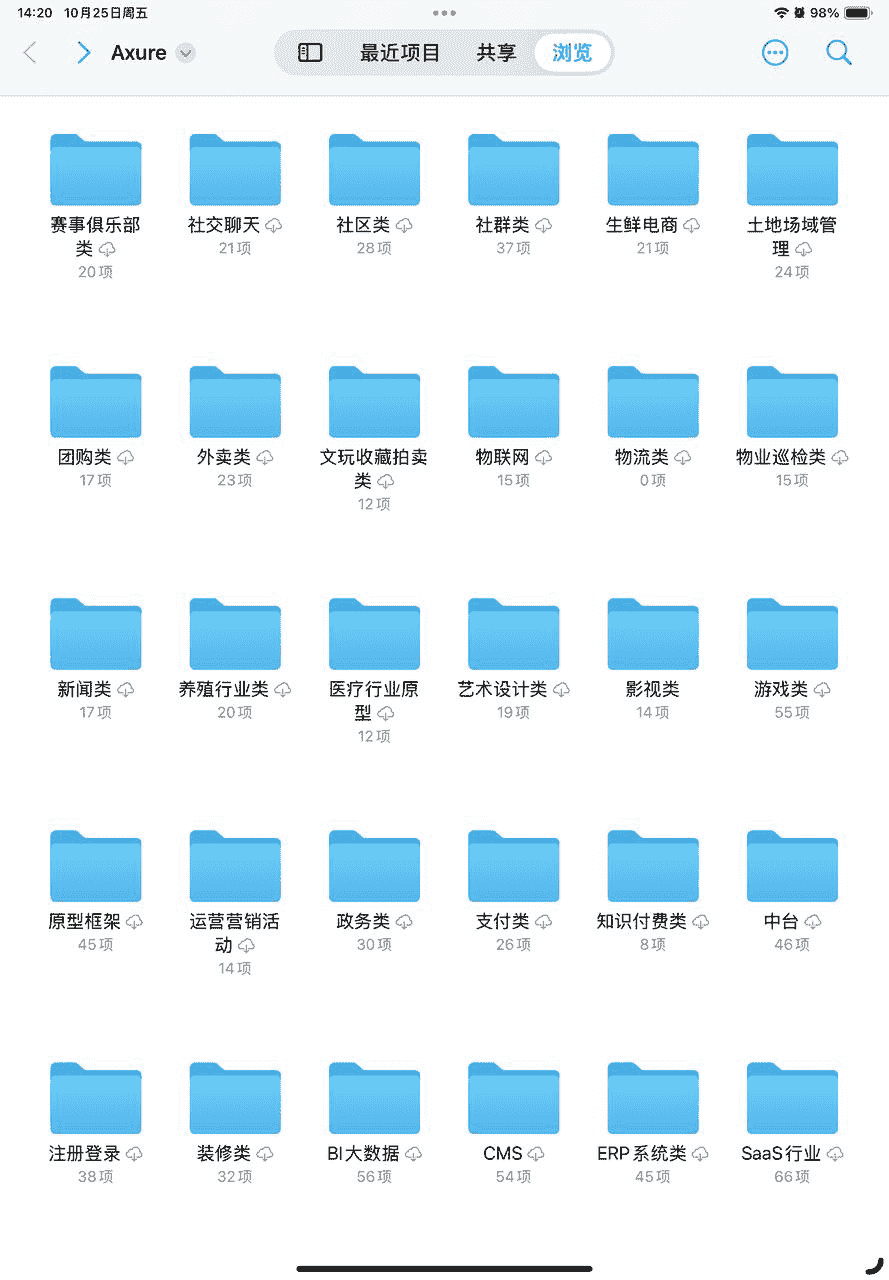 14:20 10月25日周五
98%
Axure
最近项目
共享
浏览
赛事俱乐部
类
20项
社交聊天
21项
社区类
28项
社群类
37项
生鲜电商
21项
土地场域管
理
24项
团购类
17项
外卖类
23项
文玩收藏拍卖
类
12项
物联网
15项
物流类
0项
物业巡检类
15项
新闻类
17项
养殖行业类
20项
医疗行业原
型
12项
艺术设计类
19项
影视类
14项
游戏类
55项
原型框架
45项
运营营销活
动
14项
政务类
30项
支付类
26项
知识付费类
8项
中台
46项
注册登录
38项
装修类
32项
BI大数据
56项
CMS
54项
ERP系统类
45项
SaaS行业
66项